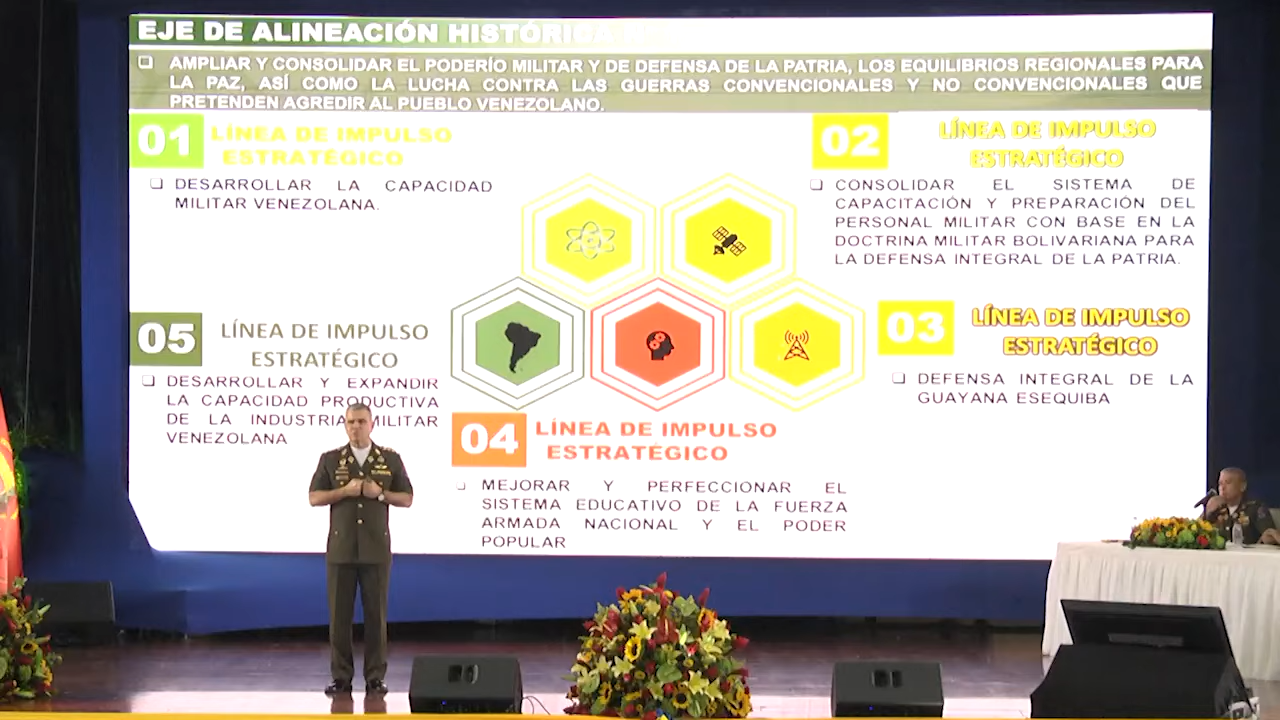 EJE DE ALINEACIÓN HISTÓRICA
❑ AMPLIAR Y CONSOLIDAR EL PODERÍO MILITAR Y DE DEFENSA DE LA PATRIA, LOS EQUILIBRIOS REGIONALES PARA
LA PAZ, ASÍ COMO LA LUCHA CONTRA LAS GUERRAS CONVENCIONALES Y NO CONVENCIONALES QUE
PRETENDEN AGREDIR AL PUEBLO VENEZOLANO.
01 LÍNEA DE IMPULSO
ESTRATÉGICO
❑ DESARROLLAR LA CAPACIDAD
MILITAR VENEZOLANA.
02 LÍNEA DE IMPULSO
ESTRATÉGICO
❑ CONSOLIDAR EL SISTEMA DE
CAPACITACIÓN Y PREPARACIÓN DEL
PERSONAL MILITAR CON BASE EN LA
DOCTRINA MILITAR BOLIVARIANA PARA
LA DEFENSA INTEGRAL DE LA PATRIA.
03 LÍNEA DE IMPULSO
ESTRATÉGICO
❑ DEFENSA INTEGRAL DE LA
GUAYANA ESEQUIBA
04 LÍNEA DE IMPULSO
ESTRATÉGICO
❑ MEJORAR Y PERFECCIONAR EL
SISTEMA EDUCATIVO DE LA FUERZA
ARMADA NACIONAL Y EL PODER
POPULAR
05 LÍNEA DE IMPULSO
ESTRATÉGICO
❑ DESARROLLAR Y EXPANDIR
LA CAPACIDAD PRODUCTIVA
DE LA INDUSTRIA MILITAR
VENEZOLANA